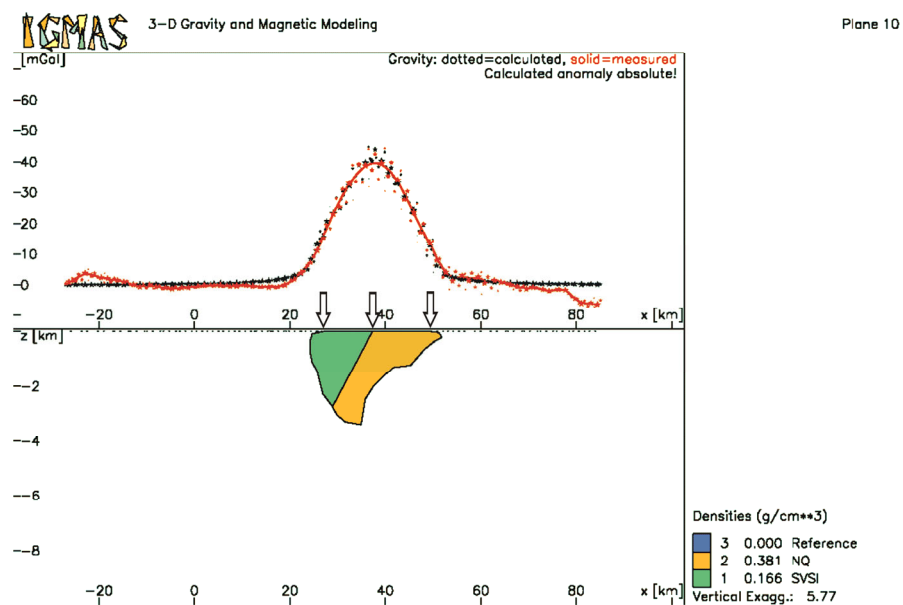 IGMAS 3-D Gravity and Magnetic Modeling Plane 10
[mGal] Gravity: dotted=calculated, solid=measured
Calculated anomaly absolute!
-60
-50
-40
-30
-20
-10
-0
-20 0 20 40 60 80 x [km]
z [km]
-2
-4
-6
-8
-20 0 20 40 60 80 x [km]
Densities (g/cm**3)
3 0.000 Reference
2 0.381 NQ
1 0.166 SVSI
Vertical Exagg.: 5.77